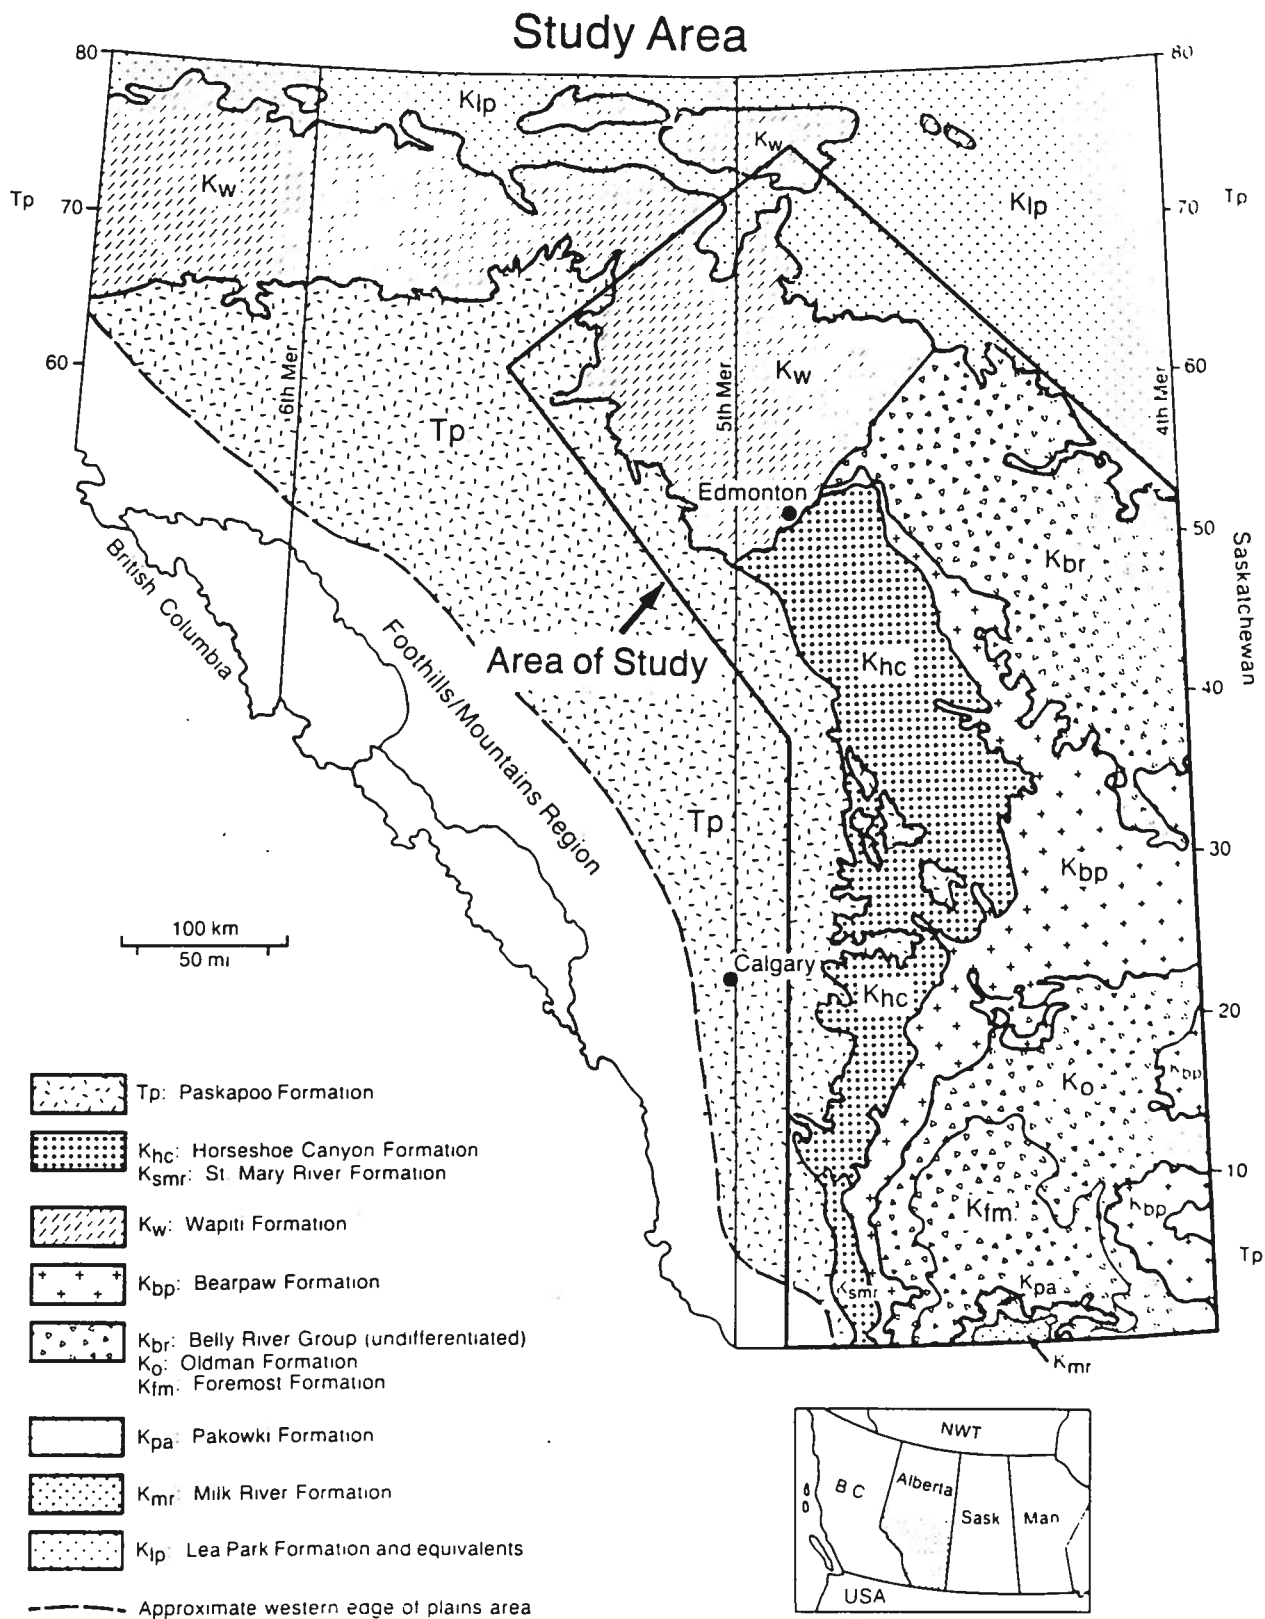 Study Area
80
80
Klp
Kw
Kw
Klp
Tp
70
70
Tp
60
6th Mer
5th Mer
Kw
60
4th Mer
Tp
Edmonton
50
Kbr
Saskatchewan
British Columbia
Foothills/Mountains Region
Area of Study
Khc
40
Tp
30
Kbp
100 km
50 mi
Calgary
Khc
20
Ko
Kbp
10
Kfm
Kbp
Tp
Kpa
Ksmr
Kmr
Tp: Paskapoo Formation
Khc: Horseshoe Canyon Formation
Ksmr: St. Mary River Formation
Kw: Wapiti Formation
Kbp: Bearpaw Formation
Kbr: Belly River Group (undifferentiated)
Ko: Oldman Formation
Kfm: Foremost Formation
Kpa: Pakowki Formation
Kmr: Milk River Formation
Klp: Lea Park Formation and equivalents
Approximate western edge of plains area
NWT
B C
Alberta
Sask
Man
USA